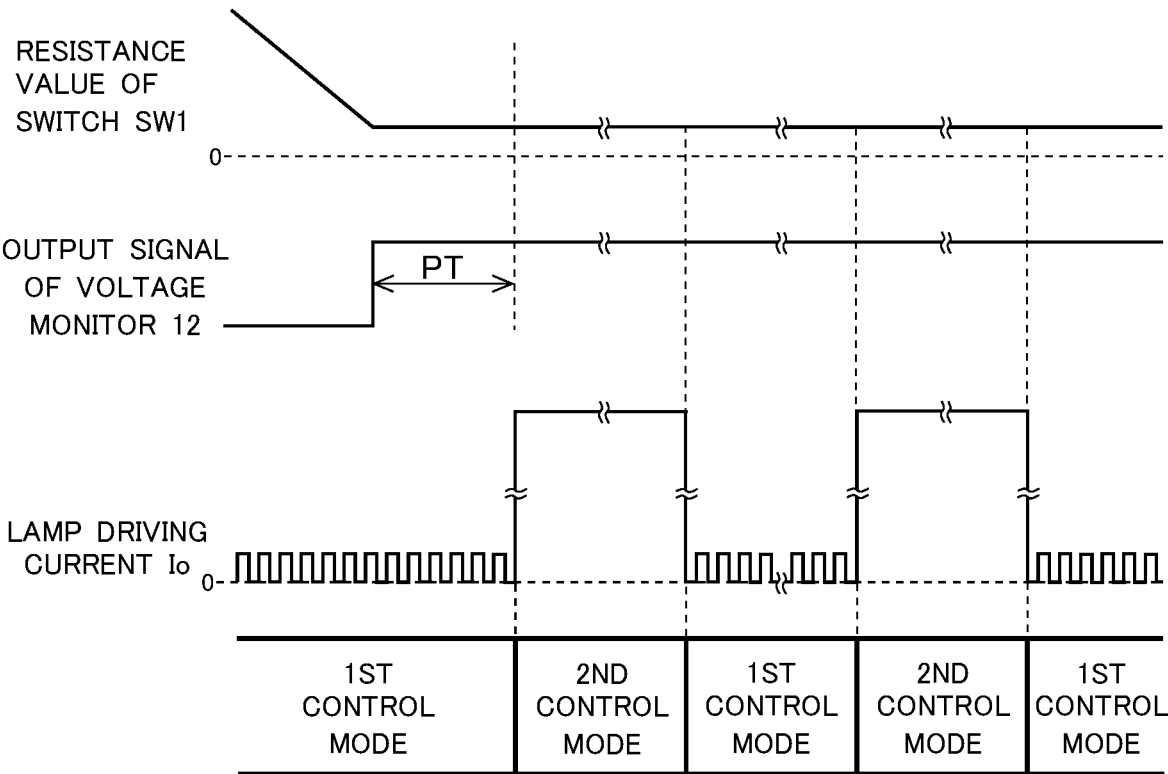 RESISTANCE
VALUE OF
SWITCH SW1
0
OUTPUT SIGNAL
OF VOLTAGE
MONITOR 12
PT
LAMP DRIVING
CURRENT Io
0
1ST
CONTROL
MODE
2ND
CONTROL
MODE
1ST
CONTROL
MODE
2ND
CONTROL
MODE
1ST
CONTROL
MODE